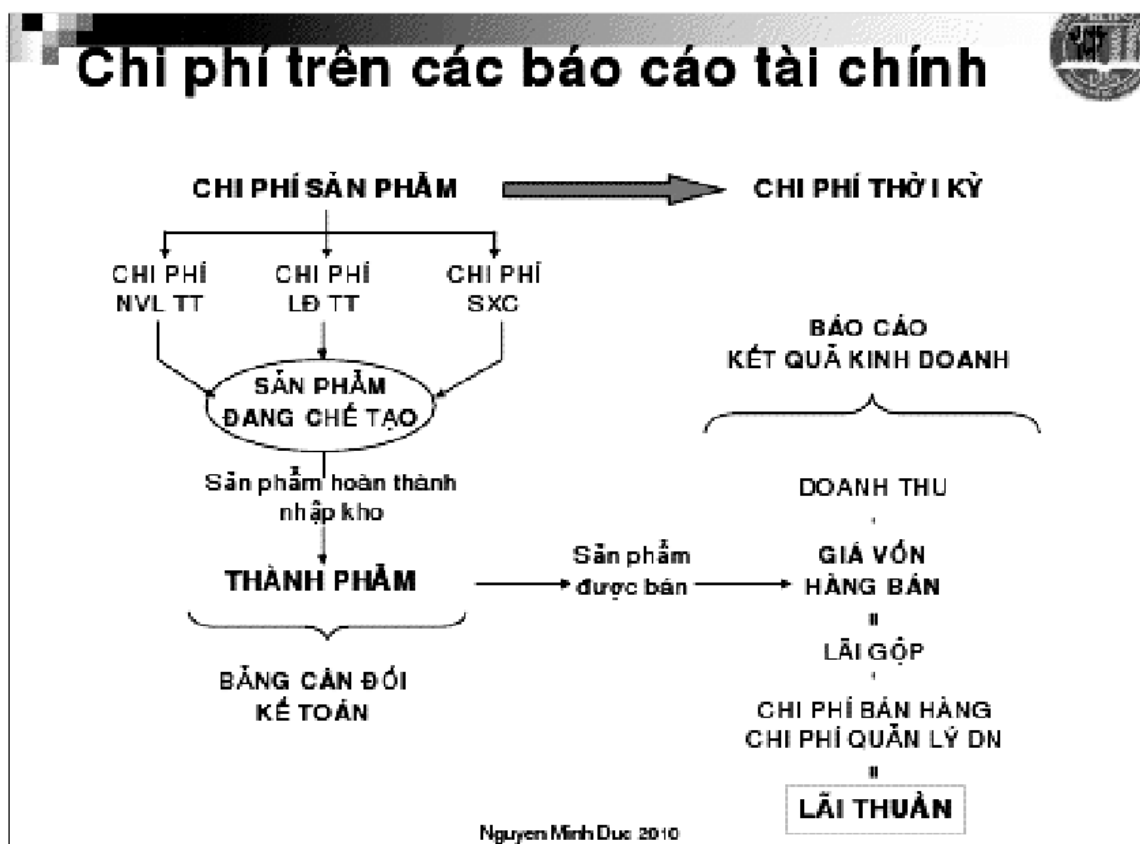 Chi phí trên các báo cáo tài chính
CHI PHÍ SẢN PHẨM
CHI PHÍ THỜI KỲ
CHI PHÍ
NVL TT
CHI PHÍ
LĐ TT
CHI PHÍ
SXC
SẢN PHẨM
ĐANG CHẾ TẠO
Sản phẩm hoàn thành
nhập kho
THÀNH PHẨM
BẢNG CÂN ĐỐI
KẾ TOÁN
Sản phẩm
được bán
BÁO CÁO
KẾT QUẢ KINH DOANH
DOANH THU
-
GIÁ VỐN
HÀNG BÁN
=
LÃI GỘP
-
CHI PHÍ BÁN HÀNG
CHI PHÍ QUẢN LÝ DN
=
LÃI THUẦN
Nguyen Minh Duc 2010